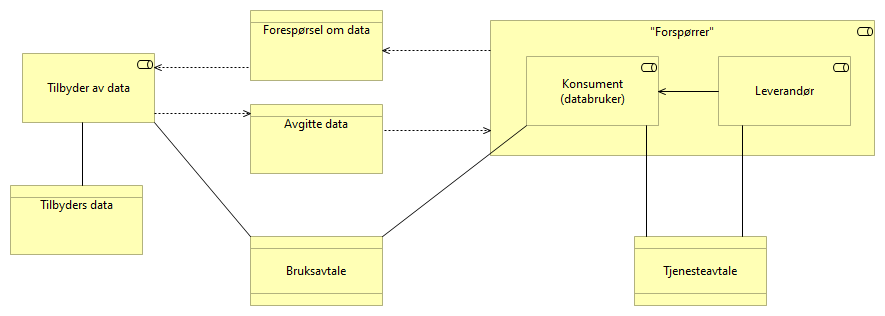 Forespørsel om data
"Forspørrer"
Tilbyder av data
Konsument
(databruker)
Leverandør
Avgitte data
Tilbyders data
Bruksavtale
Tjenesteavtale